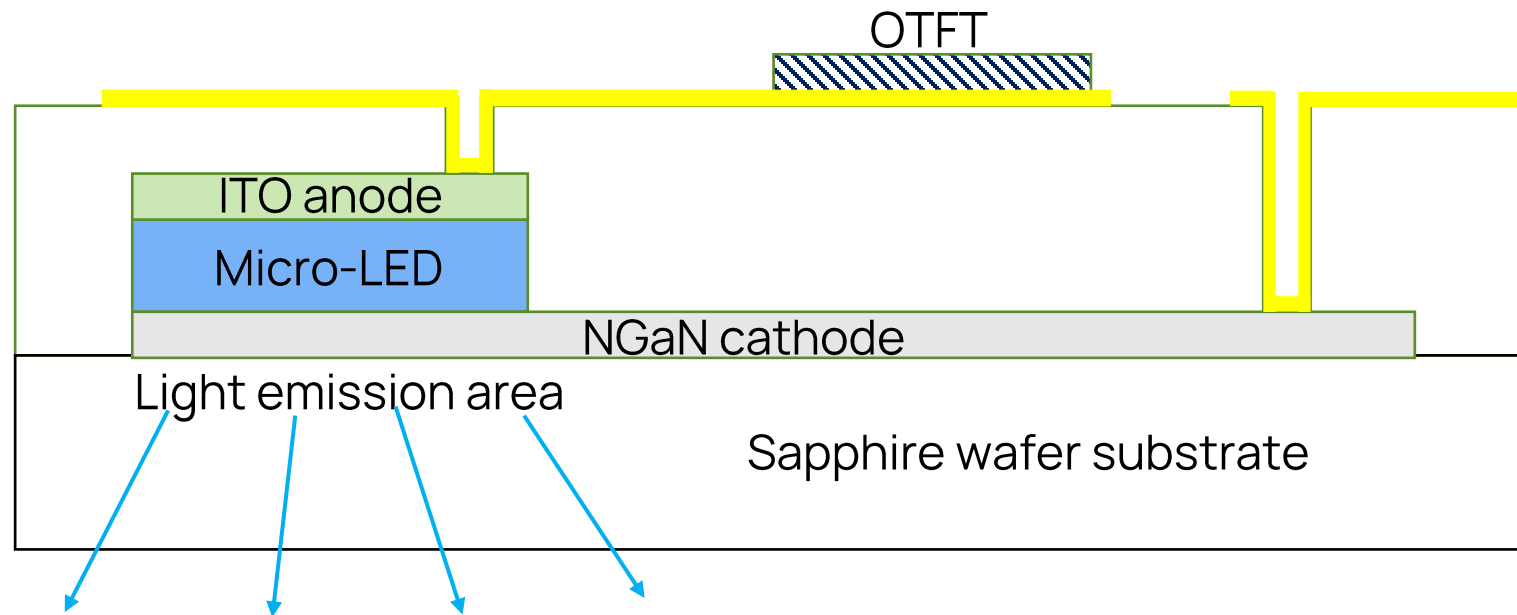 OTFT
ITO anode
Micro-LED
NGaN cathode
Light emission area
Sapphire wafer substrate